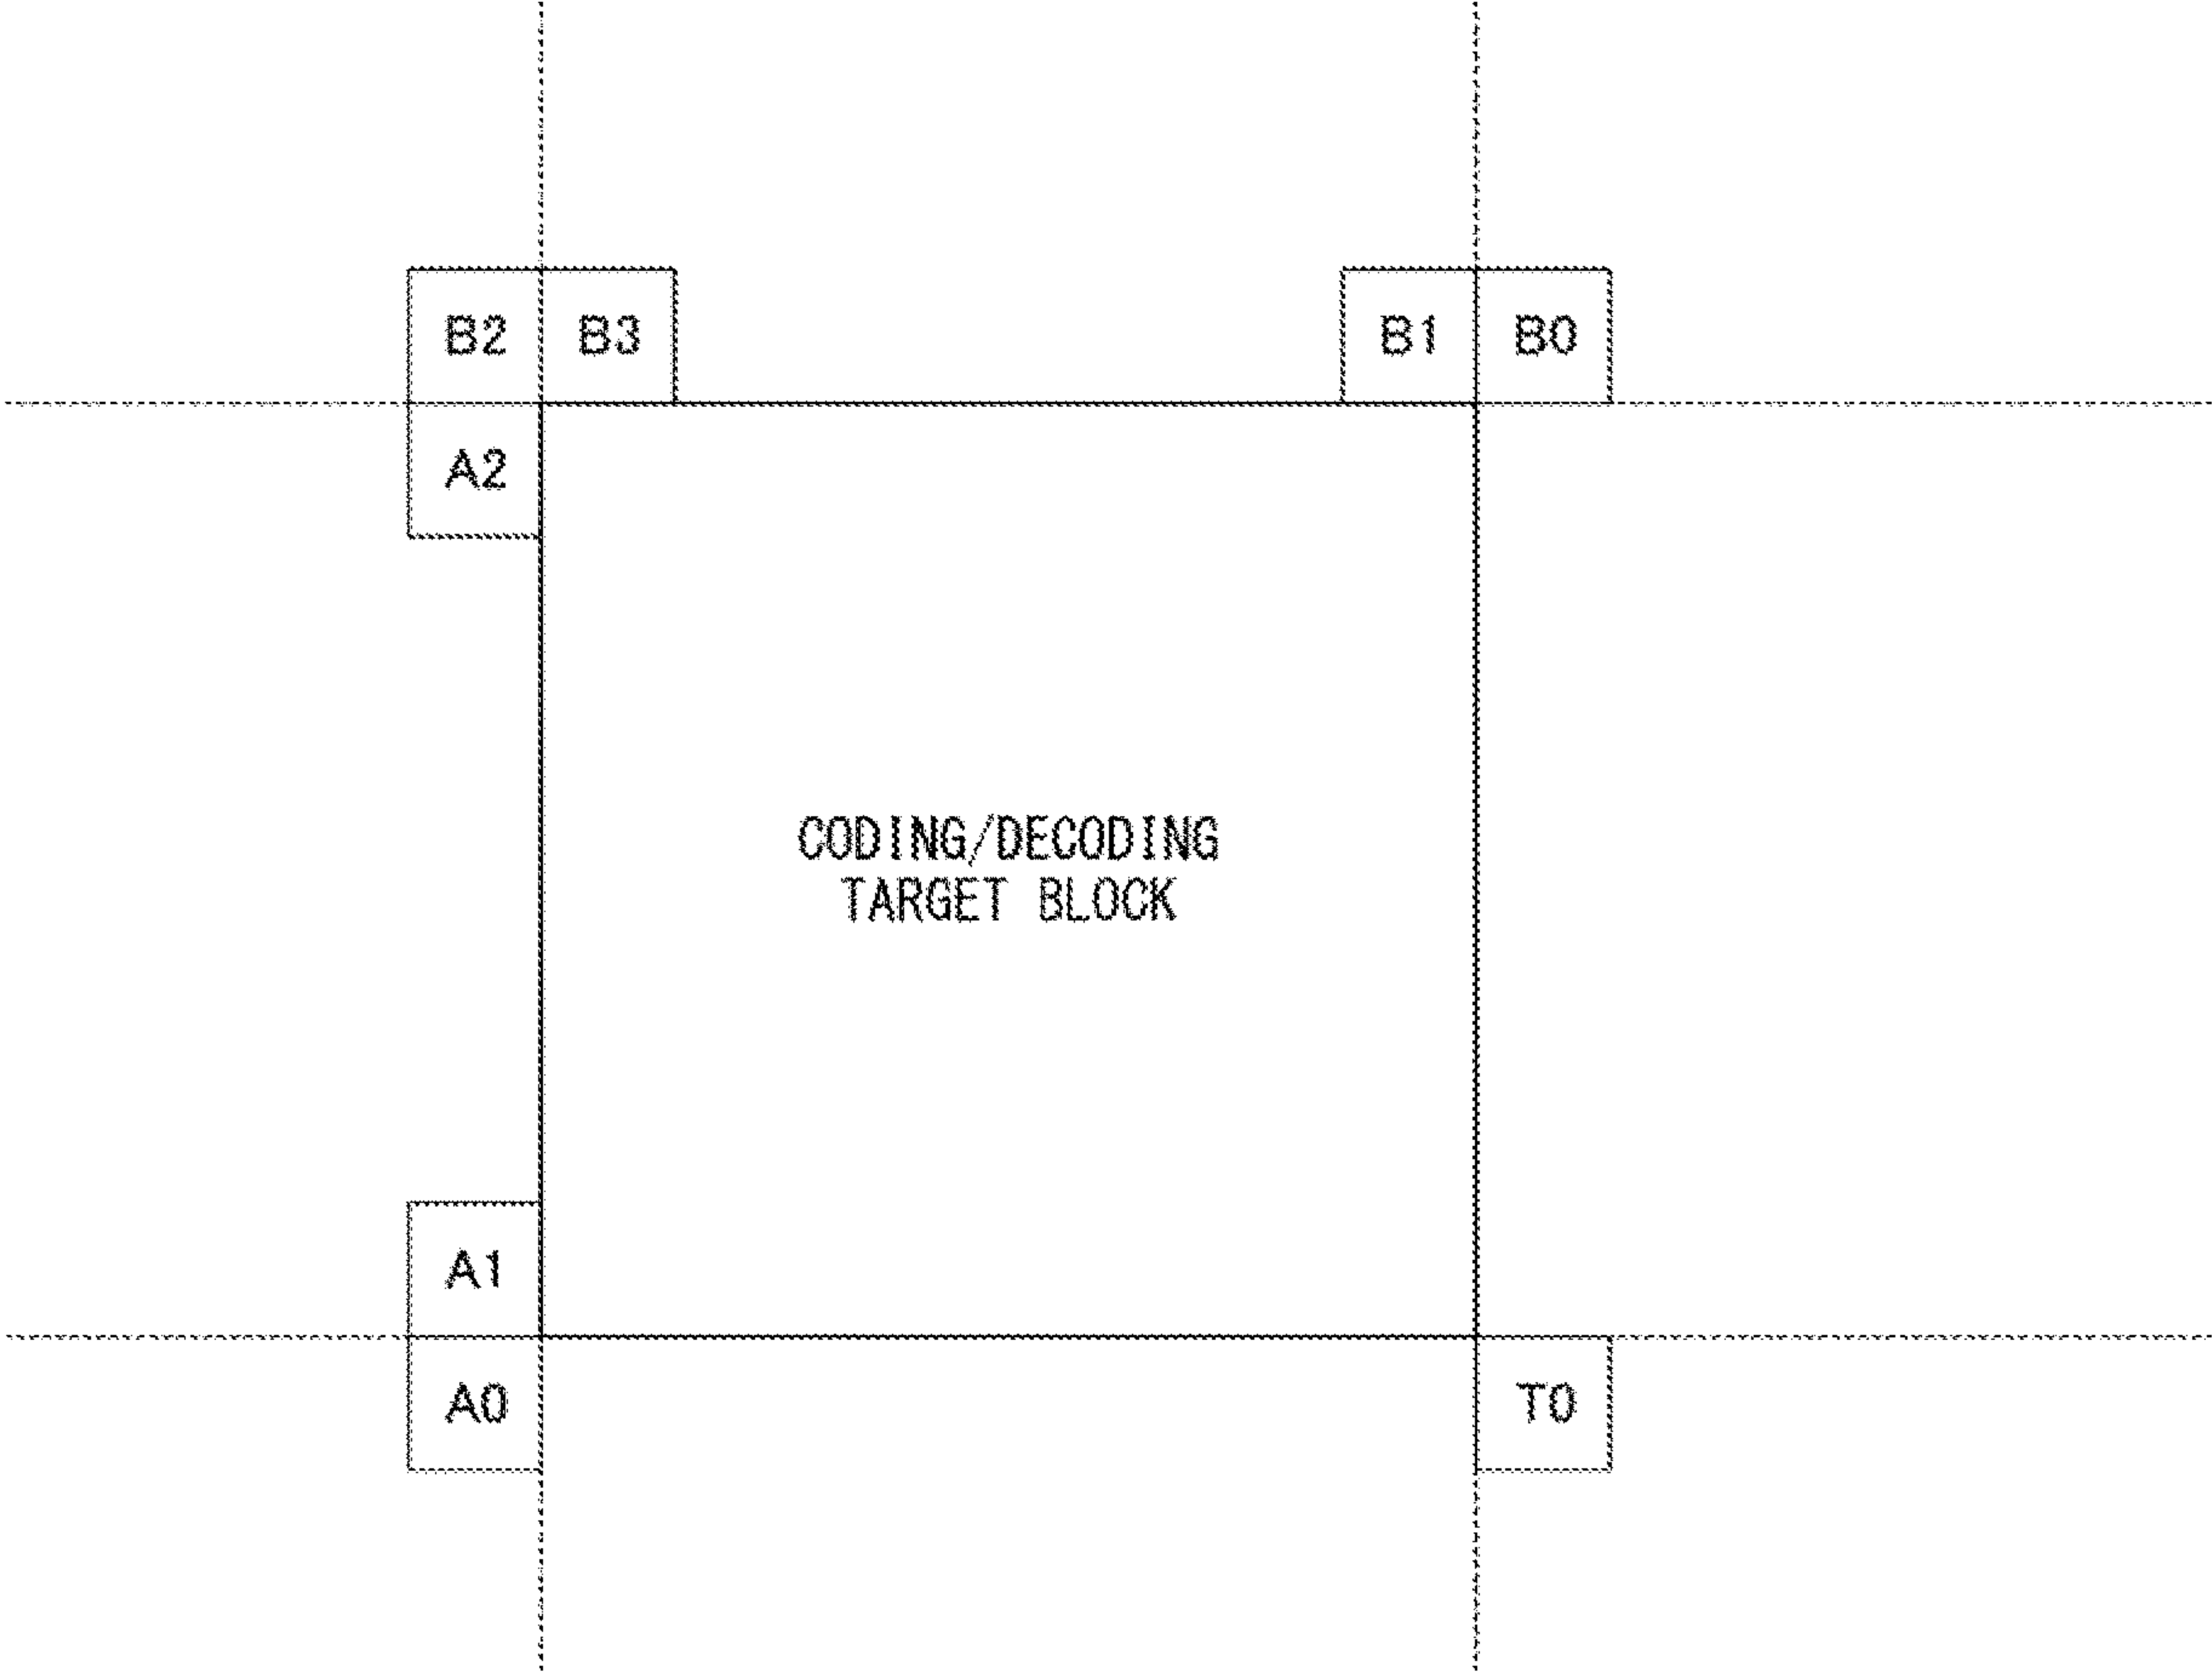 B2 B3 B1 B0
A2
CODING/DECODING
TARGET BLOCK
A1
A0 T0